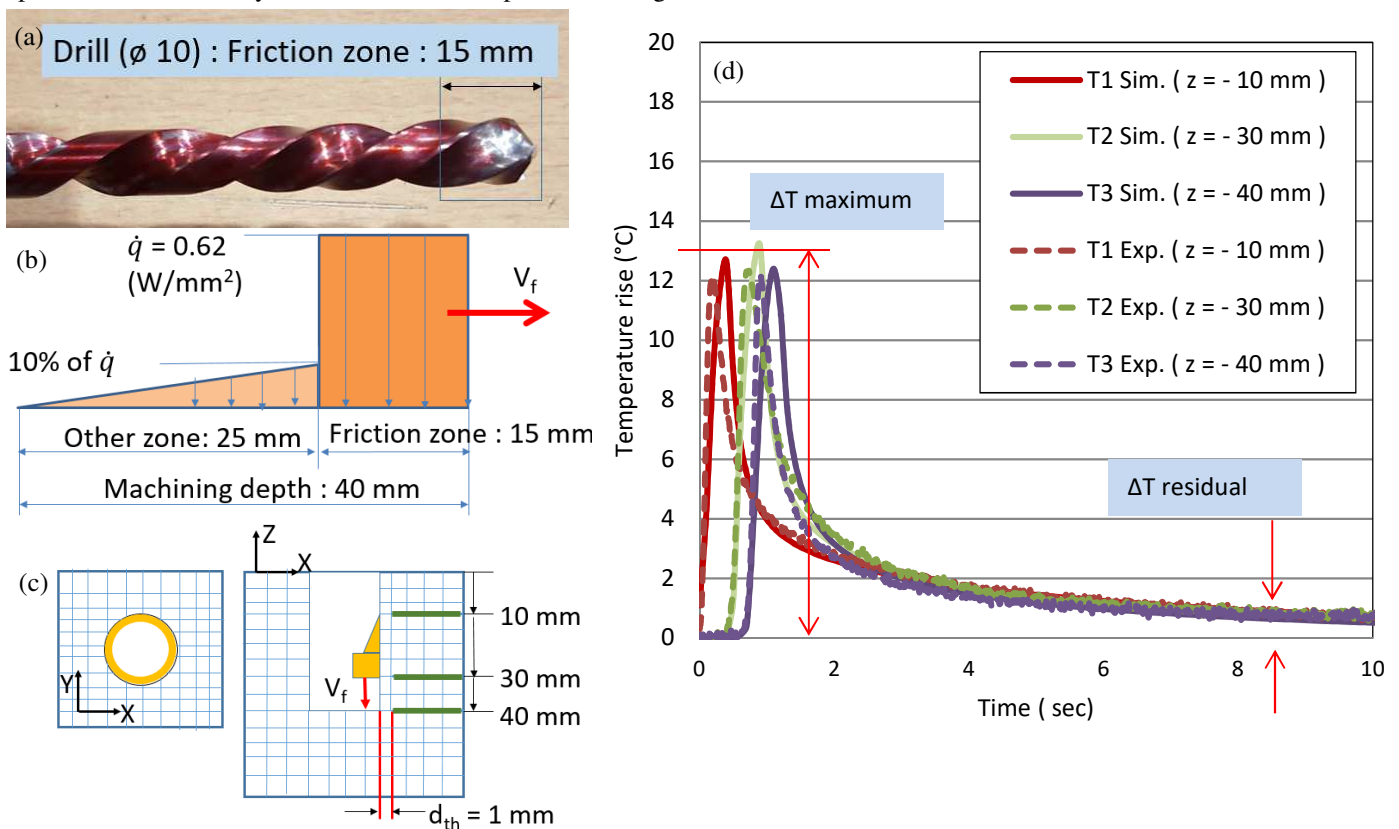 (a)
Drill (ø 10) : Friction zone : 15 mm
(b)
q̇ = 0.62
(W/mm²)
V_f
10% of q̇
Other zone: 25 mm
Friction zone : 15 mm
Machining depth : 40 mm
(c)
Z
X
Y
X
10 mm
30 mm
40 mm
V_f
d_th = 1 mm
(d)
20
18
16
14
12
10
8
6
4
2
0
Temperature rise (°C)
0
2
4
6
8
10
Time ( sec)
ΔT maximum
ΔT residual
T1 Sim. ( z = - 10 mm )
T2 Sim. ( z = - 30 mm )
T3 Sim. ( z = - 40 mm )
T1 Exp. ( z = - 10 mm )
T2 Exp. ( z = - 30 mm )
T3 Exp. ( z = - 40 mm )